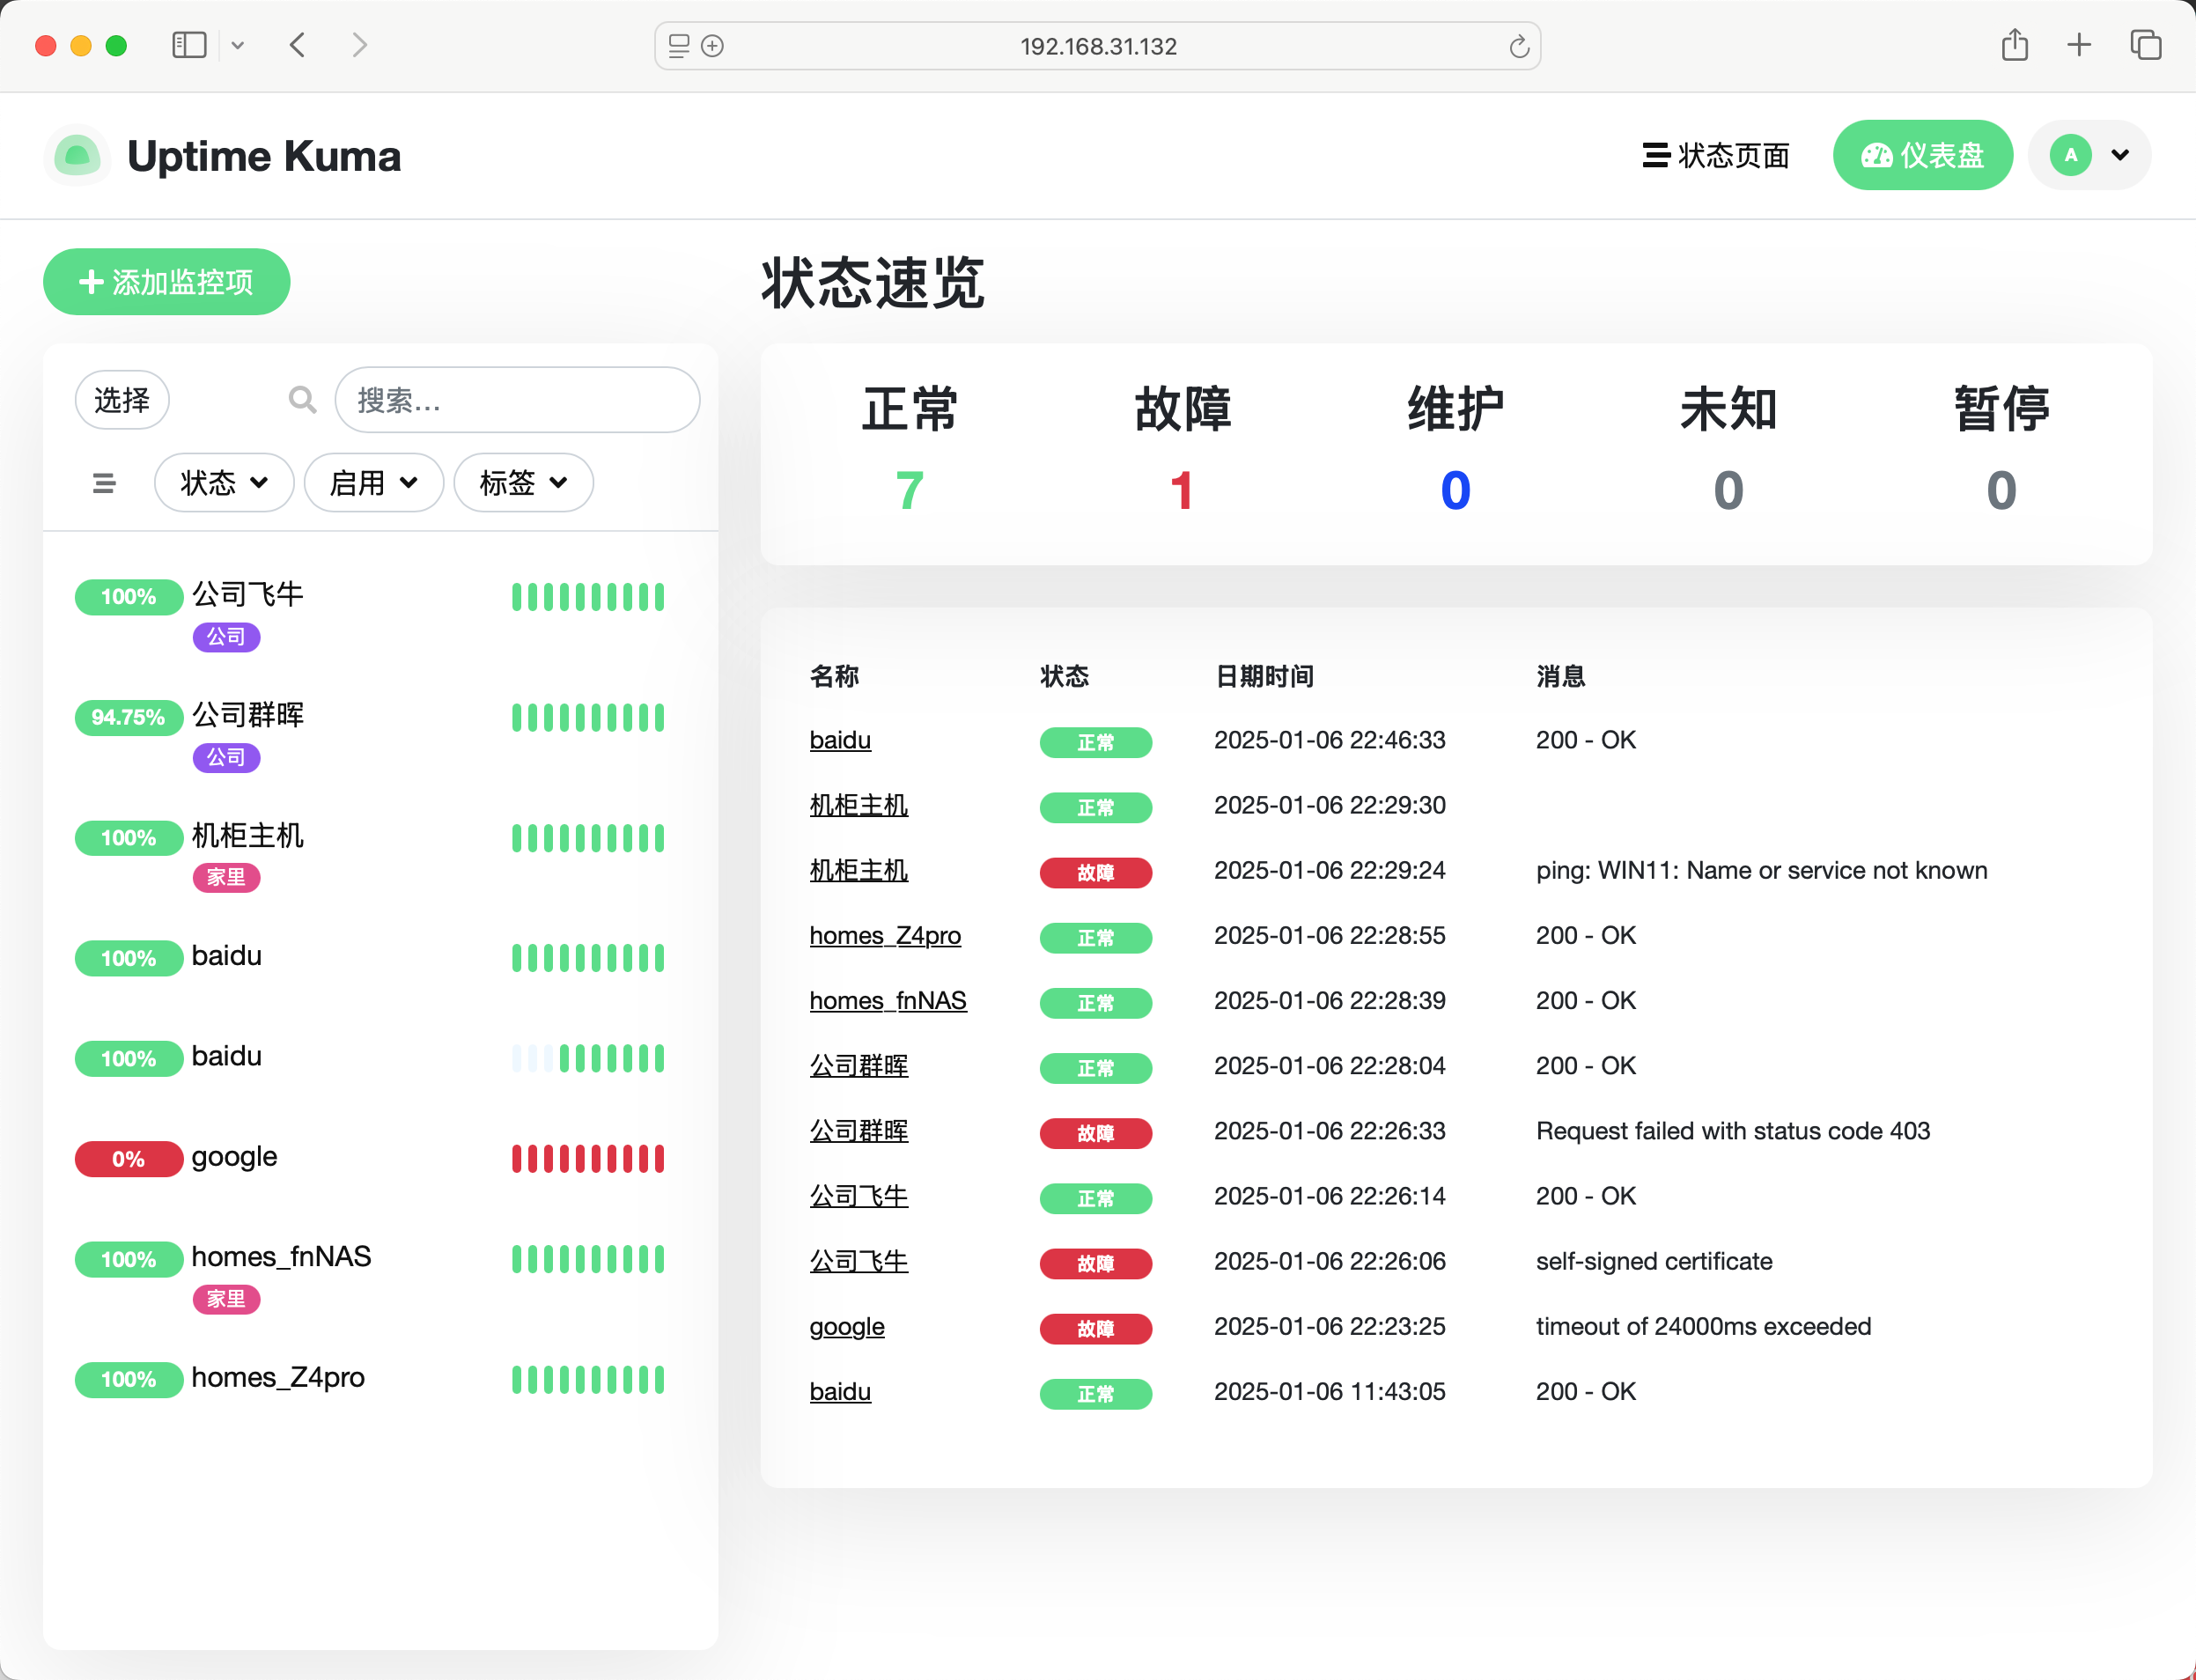 192.168.31.132
Uptime Kuma
状态页面
仪表盘
A
添加监控项
选择
搜索...
状态
启用
标签
100% 公司飞牛
公司
94.75% 公司群晖
公司
100% 机柜主机
家里
100% baidu
100% baidu
0% google
100% homes_fnNAS
家里
100% homes_Z4pro
状态速览
正常 故障 维护 未知 暂停
7 1 0 0 0
名称 状态 日期时间 消息
baidu 正常 2025-01-06 22:46:33 200 - OK
机柜主机 正常 2025-01-06 22:29:30
机柜主机 故障 2025-01-06 22:29:24 ping: WIN11: Name or service not known
homes_Z4pro 正常 2025-01-06 22:28:55 200 - OK
homes_fnNAS 正常 2025-01-06 22:28:39 200 - OK
公司群晖 正常 2025-01-06 22:28:04 200 - OK
公司群晖 故障 2025-01-06 22:26:33 Request failed with status code 403
公司飞牛 正常 2025-01-06 22:26:14 200 - OK
公司飞牛 故障 2025-01-06 22:26:06 self-signed certificate
google 故障 2025-01-06 22:23:25 timeout of 24000ms exceeded
baidu 正常 2025-01-06 11:43:05 200 - OK